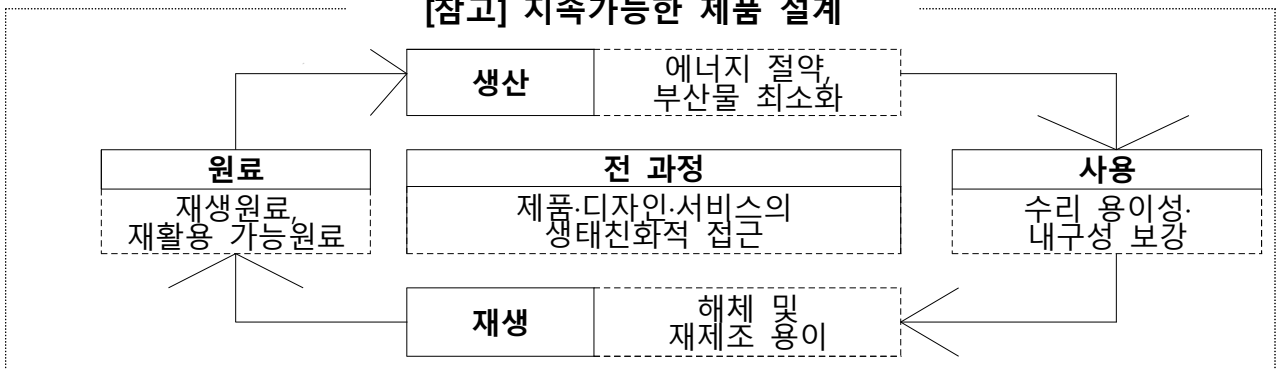 [참고] 지속가능한 제품 설계
생산
에너지 절약,
부산물 최소화
원료
재생원료,
재활용 가능원료
전 과정
제품·디자인·서비스의
생태친화적 접근
사용
수리 용이성·
내구성 보강
재생
해체 및
재제조 용이